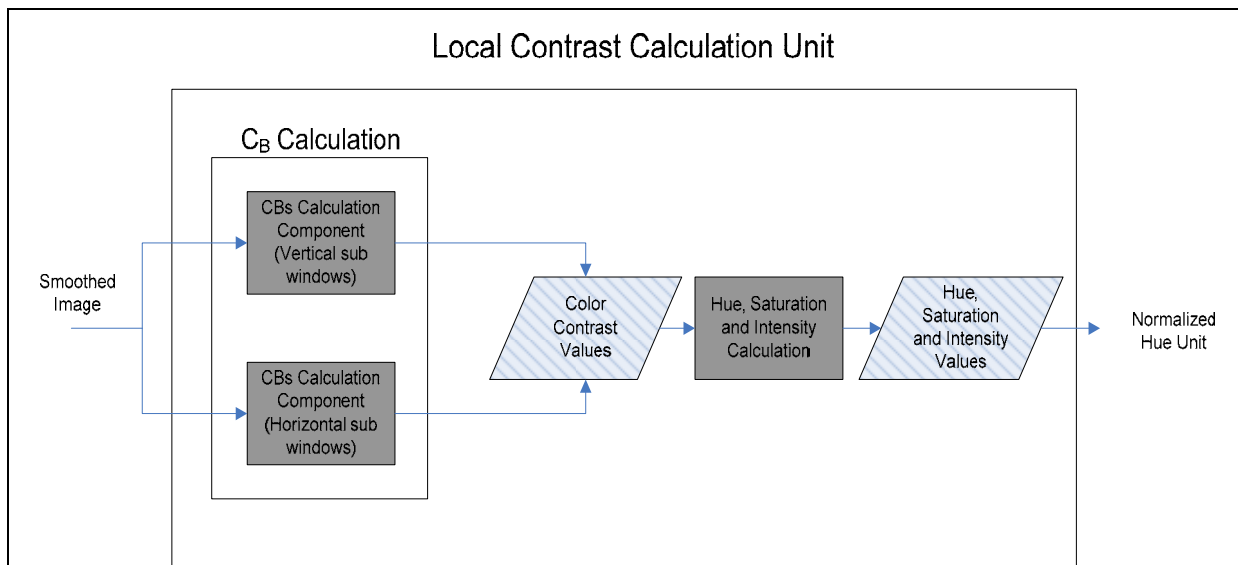 Local Contrast Calculation Unit
CB Calculation
CBs Calculation
Component
(Vertical sub
windows)
Smoothed
Image
CBs Calculation
Component
(Horizontal sub
windows)
Color
Contrast
Values
Hue, Saturation
and Intensity
Calculation
Hue,
Saturation
and Intensity
Values
Normalized
Hue Unit